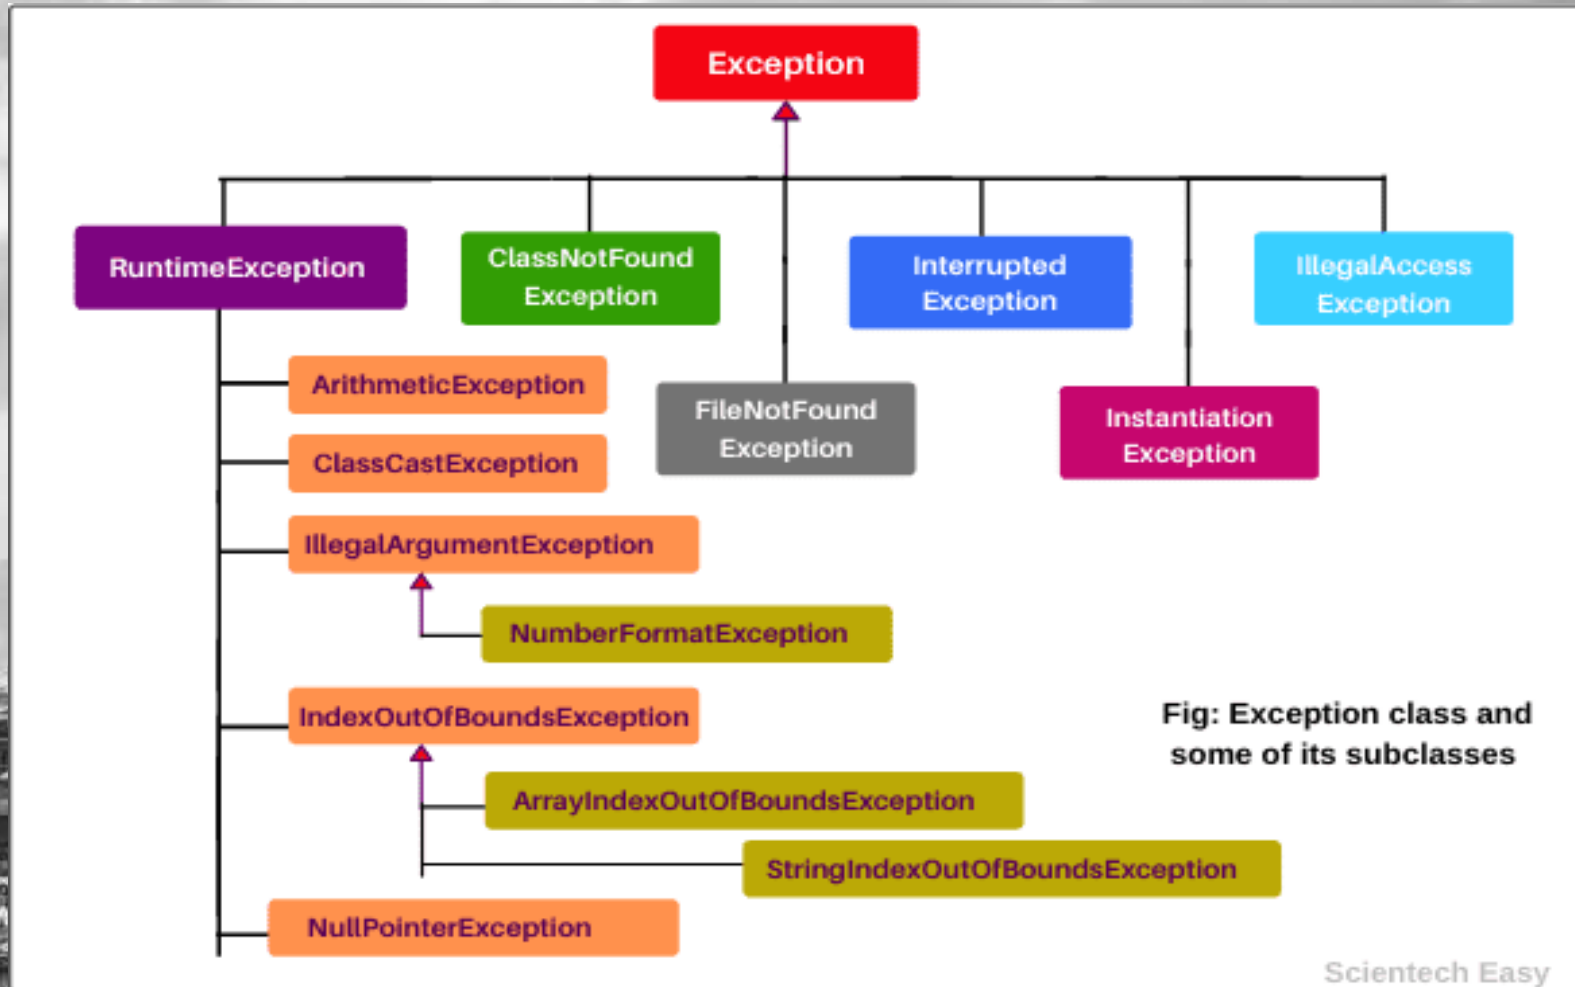 Exception
RuntimeException
ClassNotFound
Exception
Interrupted
Exception
IllegalAccess
Exception
ArithmeticException
FileNotFound
Exception
Instantiation
Exception
ClassCastException
IllegalArgumentException
NumberFormatException
IndexOutOfBoundsException
Fig: Exception class and
some of its subclasses
ArrayIndexOutOfBoundsException
StringIndexOutOfBoundsException
NullPointerException
Scientech Easy